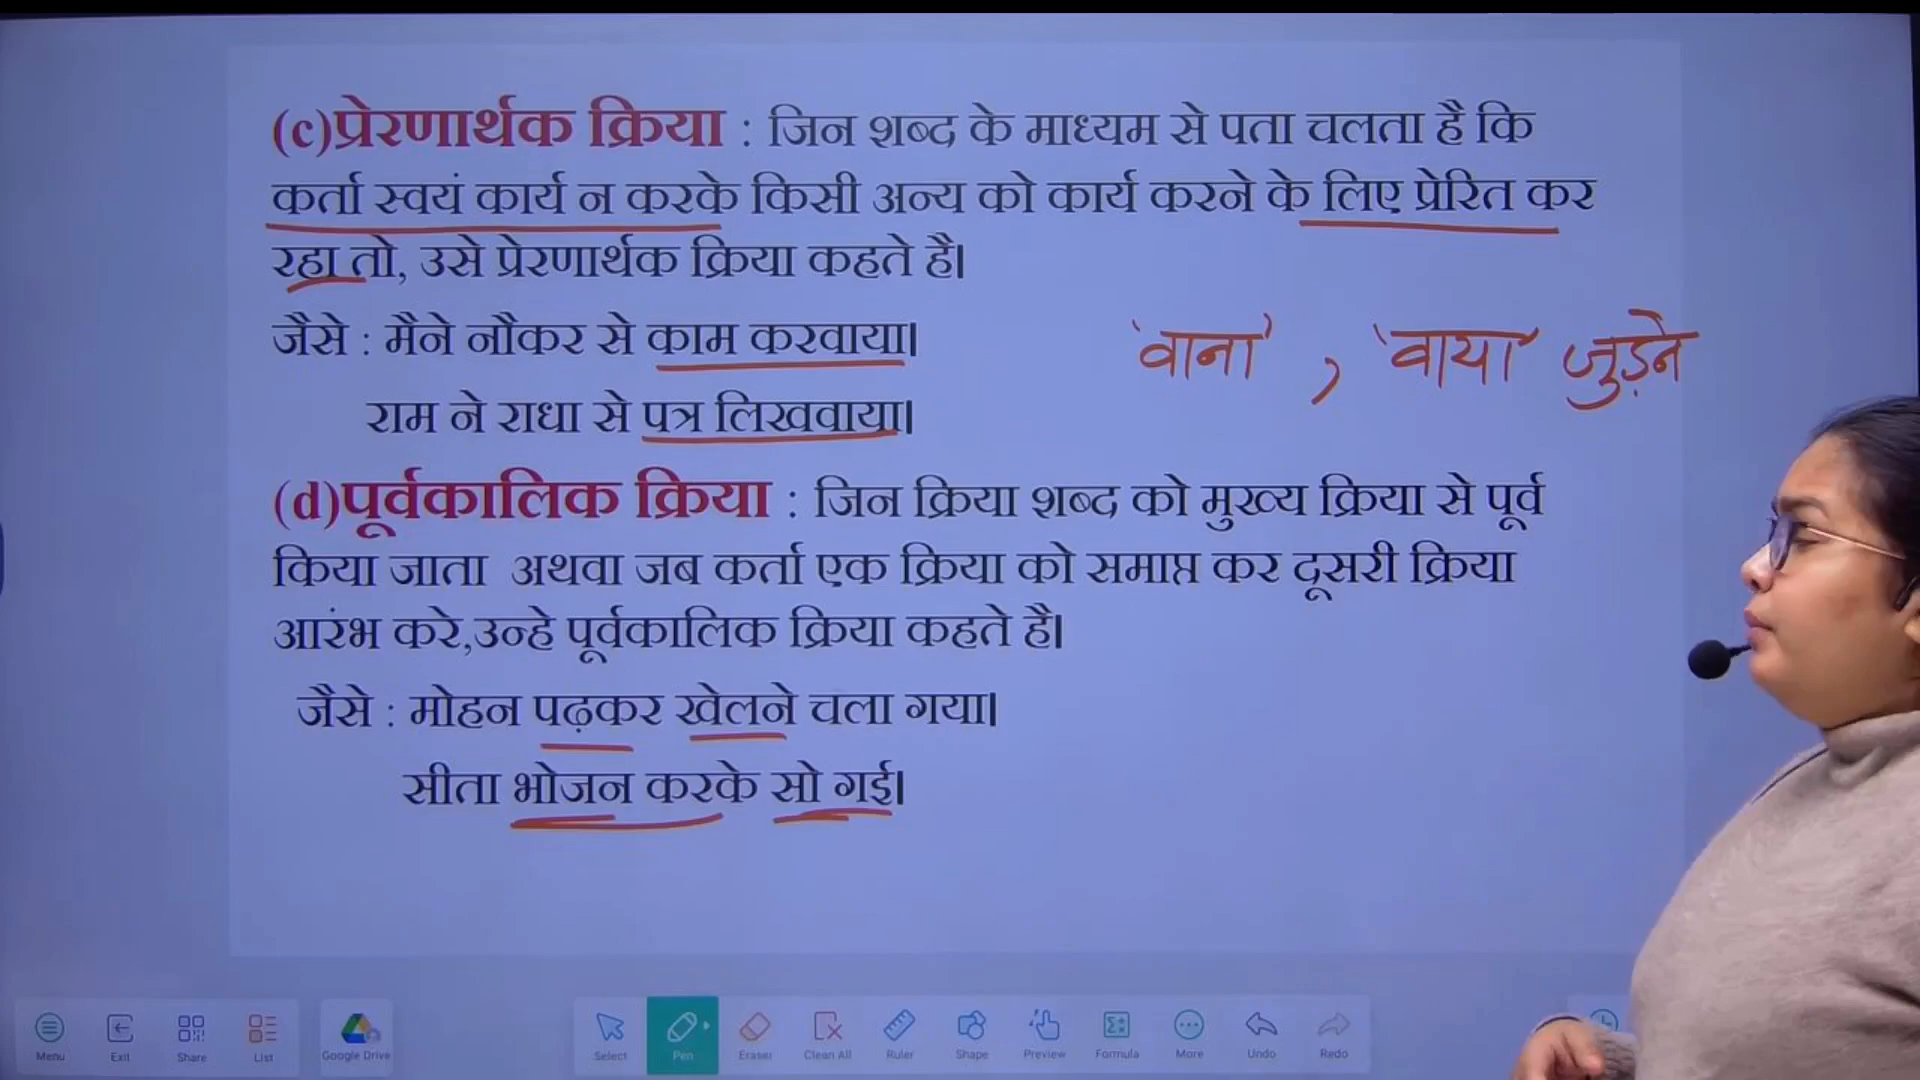 (c)प्रेरणार्थक क्रिया : जिन शब्द के माध्यम से पता चलता है कि
कर्ता स्वयं कार्य न करके किसी अन्य को कार्य करने के लिए प्रेरित कर
रहा तो, उसे प्रेरणार्थक क्रिया कहते है।
जैसे : मैने नौकर से काम करवाया।
'वाना' , 'वाया' जुड़ने
राम ने राधा से पत्र लिखवाया।
(d)पूर्वकालिक क्रिया : जिन क्रिया शब्द को मुख्य क्रिया से पूर्व
किया जाता अथवा जब कर्ता एक क्रिया को समाप्त कर दूसरी क्रिया
आरंभ करे,उन्हे पूर्वकालिक क्रिया कहते है।
जैसे : मोहन पढ़कर खेलने चला गया।
सीता भोजन करके सो गई।
Menu Exit Share List Google Drive Select Pen Eraser Clean All Ruler Shape Preview Formula More Undo Redo